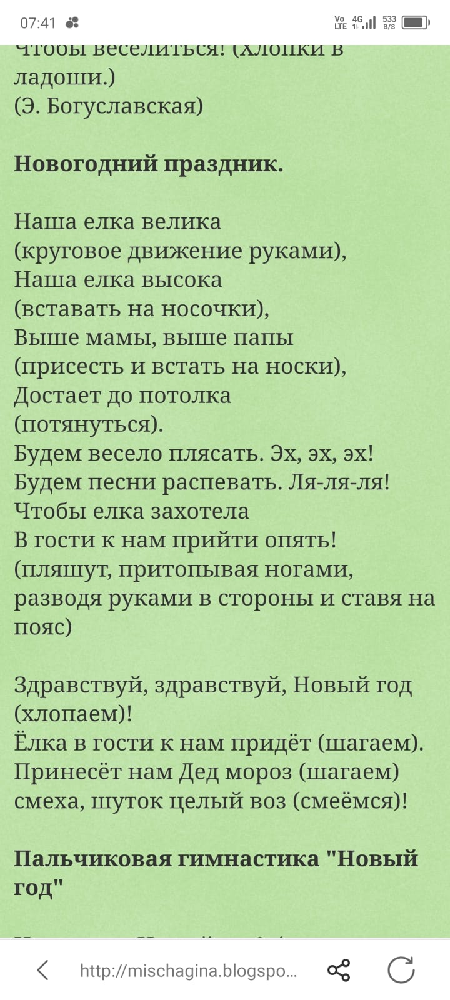 07:41
Vo LTE 4G 533 B/S
Чтобы веселиться! (Хлопки в
ладоши.)
(Э. Богуславская)
Новогодний праздник.
Наша елка велика
(круговое движение руками),
Наша елка высока
(вставать на носочки),
Выше мамы, выше папы
(присесть и встать на носки),
Достает до потолка
(потянуться).
Будем весело плясать. Эх, эх, эх!
Будем песни распевать. Ля-ля-ля!
Чтобы елка захотела
В гости к нам прийти опять!
(пляшут, притопывая ногами,
разводя руками в стороны и ставя на
пояс)
Здравствуй, здравствуй, Новый год
(хлопаем)!
Ёлка в гости к нам придёт (шагаем).
Принесёт нам Дед мороз (шагаем)
смеха, шуток целый воз (смеёмся)!
Пальчиковая гимнастика "Новый
год"
http://mischagina.blogspo...